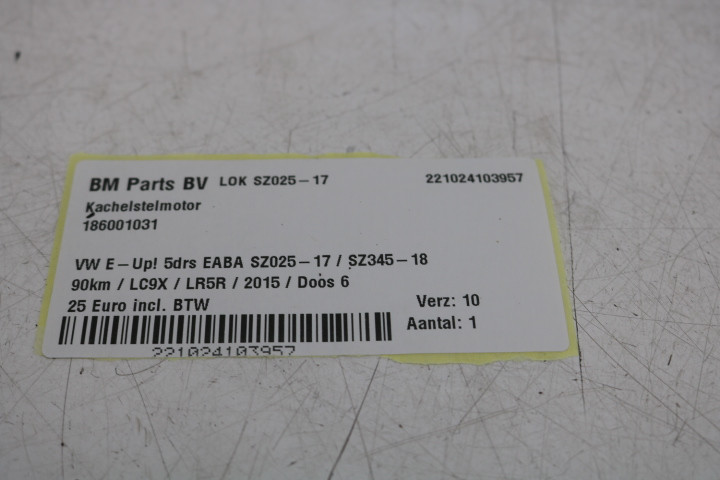 BM Parts BV LOK SZ025-17 221024103957
Kachelstelmotor
186001031
VW E-Up! 5drs EABA SZ025-17 / SZ345-18
90km / LC9X / LR5R / 2015 / Doos 6
25 Euro incl. BTW Verz: 10
Aantal: 1
221024103957